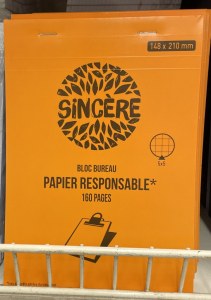 148 x 210 mm
SiNCÈRE
5x5
BLOC BUREAU
PAPIER RESPONSABLE*
160 PAGES